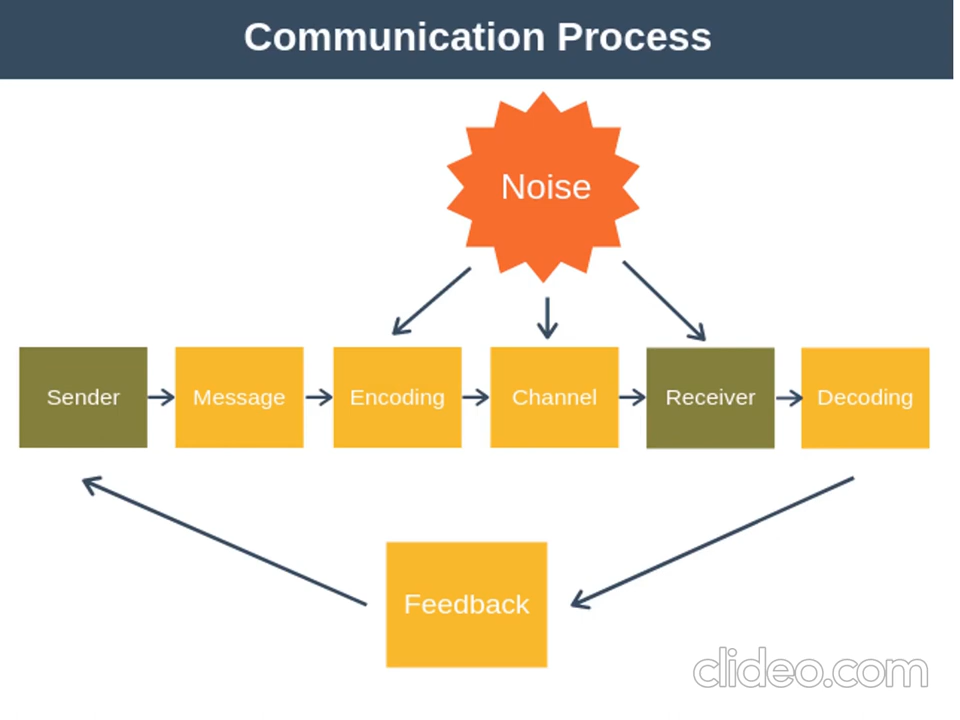 Communication Process
Noise
Sender
Message
Encoding
Channel
Receiver
Decoding
Feedback
clideo.com